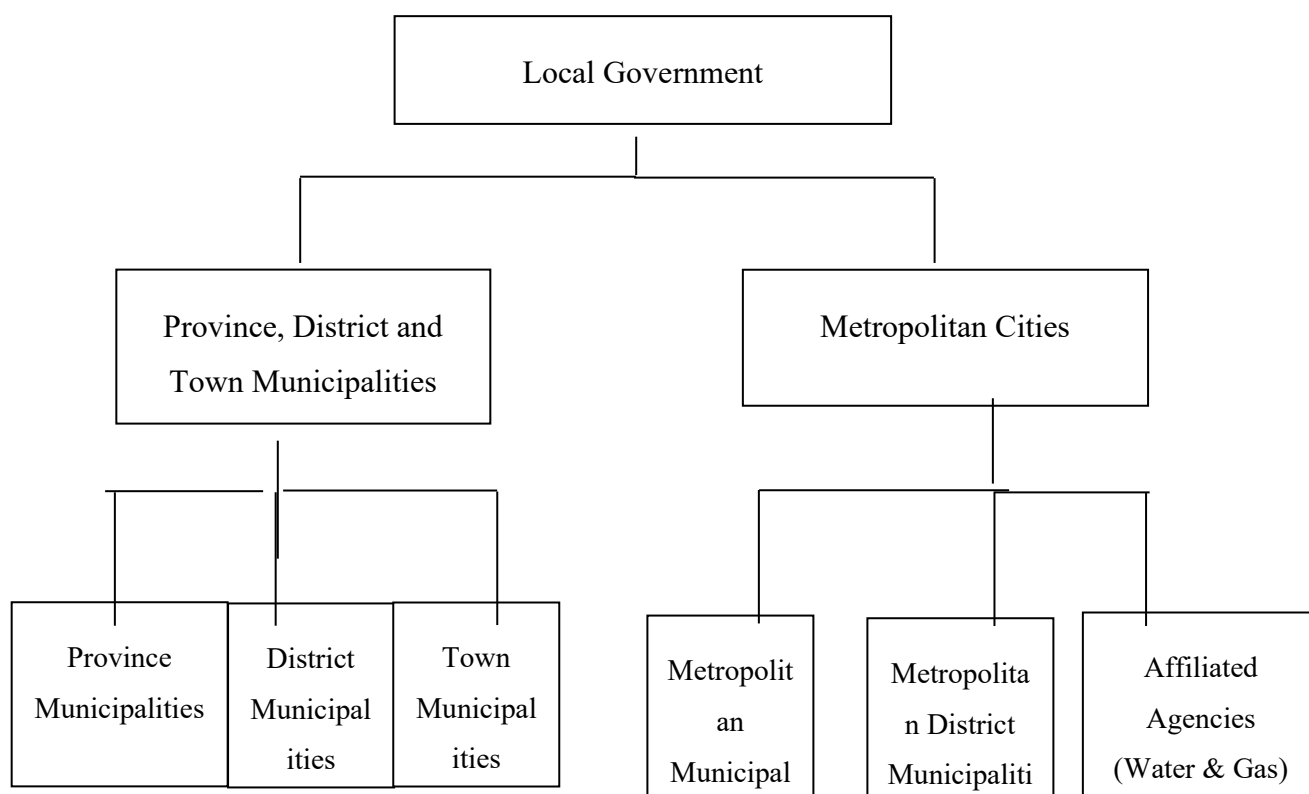 Local Government
Province, District and
Town Municipalities
Metropolitan Cities
Province
Municipalities
District
Municipal
ities
Town
Municipal
ities
Metropolit
an
Municipal
Metropolita
n District
Municipaliti
Affiliated
Agencies
(Water & Gas)